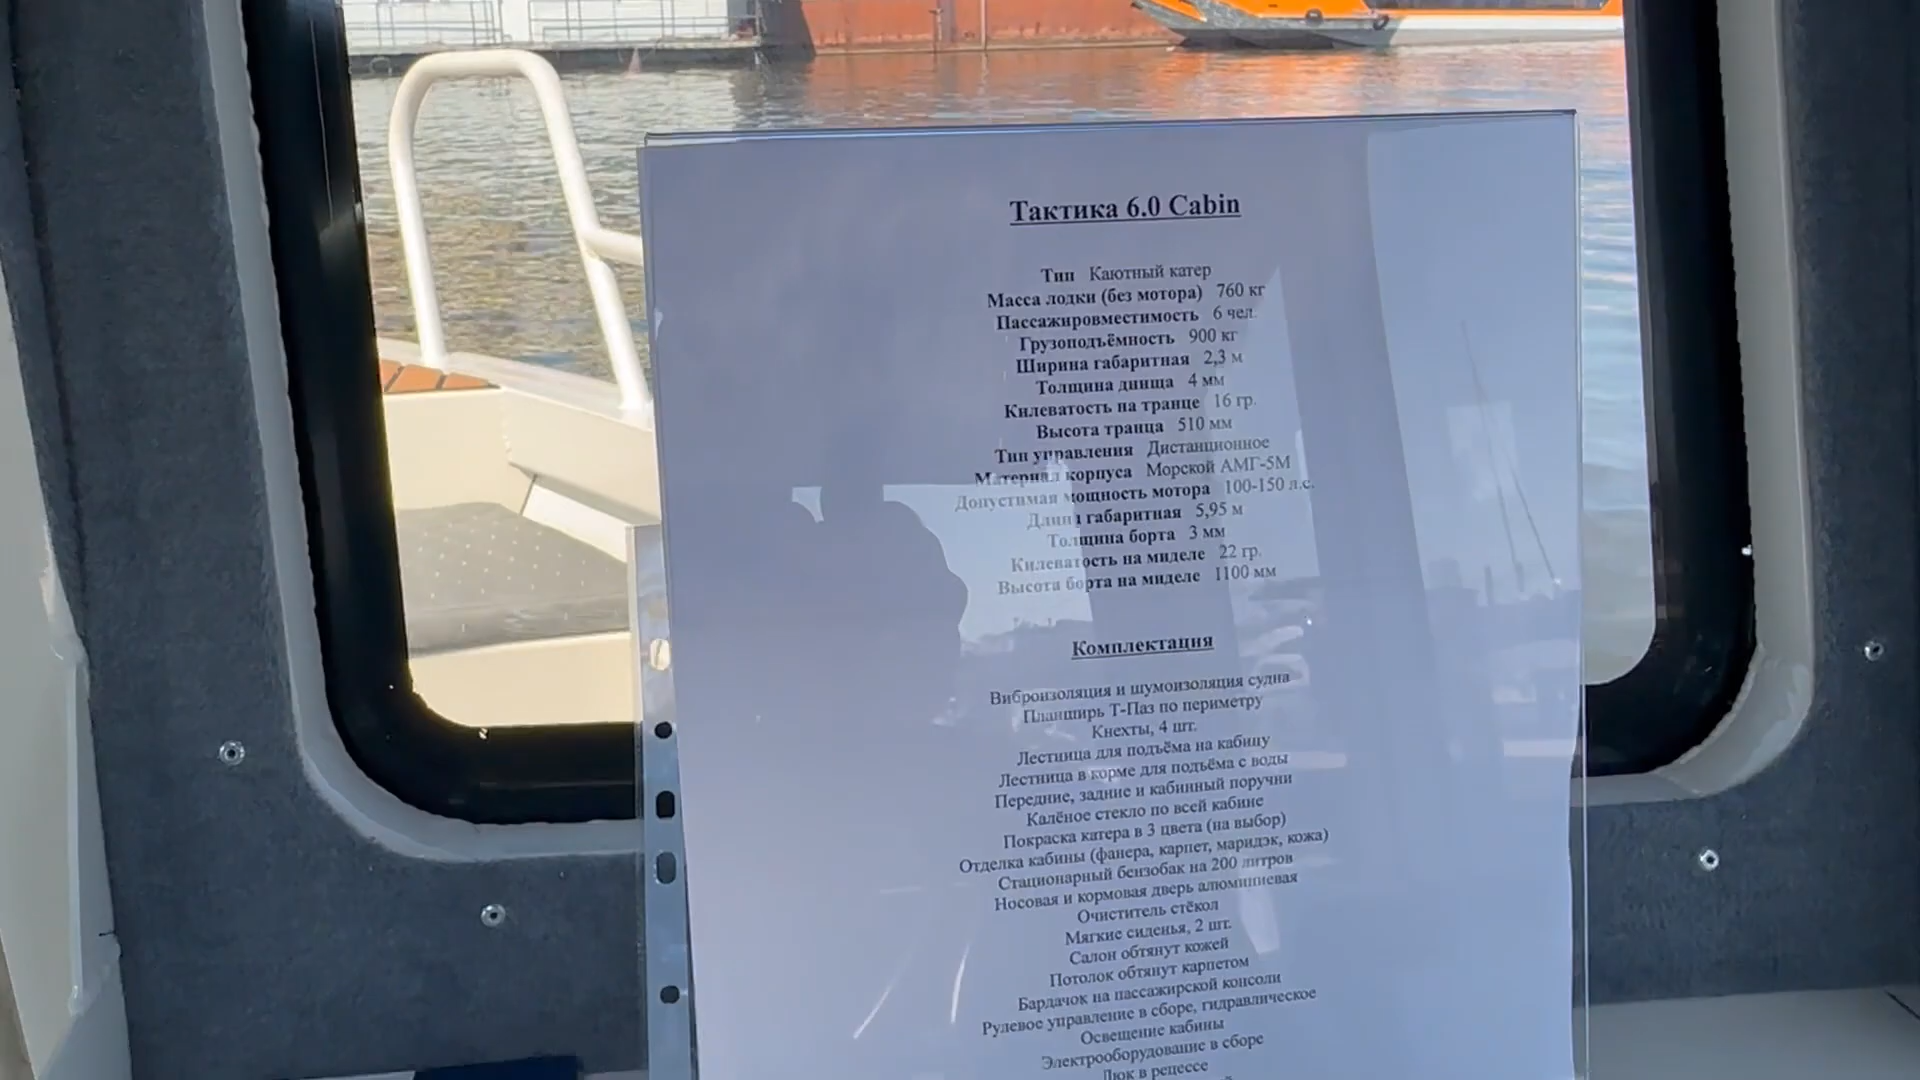 Тактика 6.0 Cabin
Тип Каютный катер
Масса лодки (без мотора) 760 кг
Пассажировместимость 6 чел.
Грузоподъёмность 900 кг
Ширина габаритная 2,3 м
Толщина днища 4 мм
Килеватость на транце 16 гр.
Высота транца 510 мм
Тип управления Дистанционное
Материал корпуса Морской АМГ-5М
Допустимая мощность мотора 100-150 л.с.
Длина габаритная 5,95 м
Толщина борта 3 мм
Килеватость на миделе 22 гр.
Высота борта на миделе 1100 мм
Комплектация
Виброизоляция и шумоизоляция судна
Планширь Т-Паз по периметру
Кнехты, 4 шт.
Лестница для подъёма на кабину
Лестница в корме для подъёма с воды
Передние, задние и кабинный поручни
Калёное стекло по всей кабине
Покраска катера в 3 цвета (на выбор)
Отделка кабины (фанера, карпет, маридэк, кожа)
Стационарный бензобак на 200 литров
Носовая и кормовая дверь алюминиевая
Очиститель стёкол
Мягкие сиденья, 2 шт.
Салон обтянут кожей
Потолок обтянут карпетом
Бардачок на пассажирской консоли
Рулевое управление в сборе, гидравлическое
Освещение кабины
Электрооборудование в сборе
Люк в рецессе